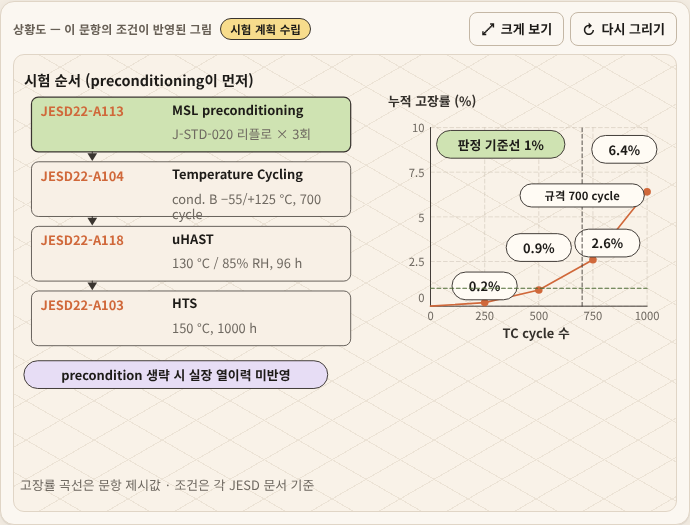 상황도 — 이 문항의 조건이 반영된 그림
시험 계획 수립
크게 보기
다시 그리기
시험 순서 (preconditioning이 먼저)
JESD22-A113
MSL preconditioning
J-STD-020 리플로 × 3회
JESD22-A104
Temperature Cycling
cond. B −55/+125 °C, 700
cycle
JESD22-A118
uHAST
130 °C / 85% RH, 96 h
JESD22-A103
HTS
150 °C, 1000 h
precondition 생략 시 실장 열이력 미반영
누적 고장률 (%)
10
7.5
5
2.5
0
판정 기준선 1%
6.4%
규격 700 cycle
0.9%
2.6%
0.2%
0
250
500
750
1000
TC cycle 수
고장률 곡선은 문항 제시값 · 조건은 각 JESD 문서 기준